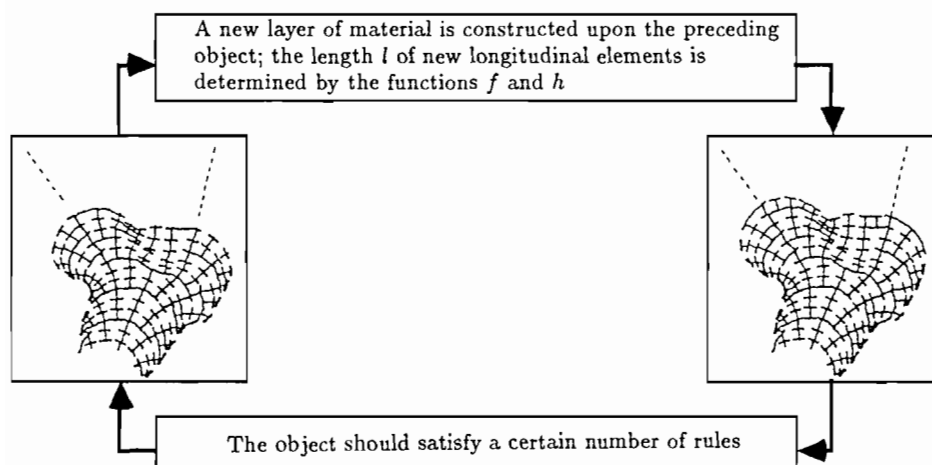 A new layer of material is constructed upon the preceding
object; the length l of new longitudinal elements is
determined by the functions f and h
The object should satisfy a certain number of rules